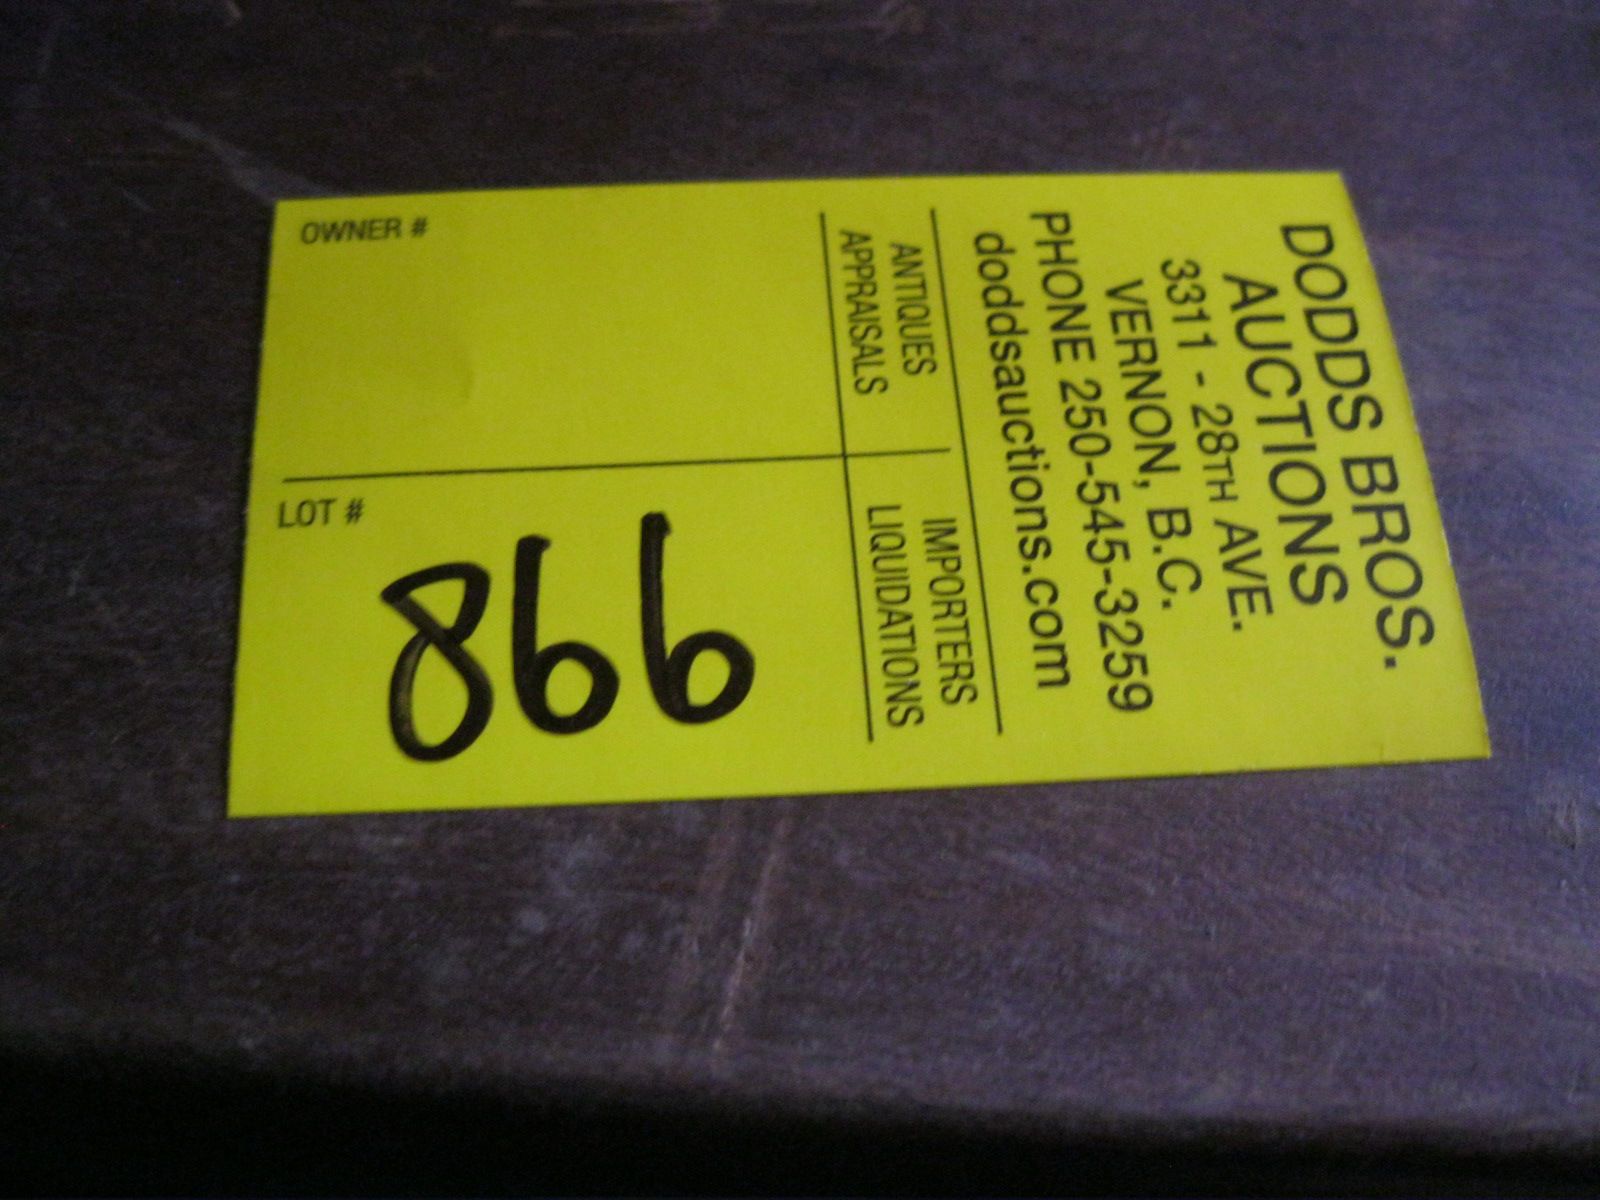 DODDS BROS.
AUCTIONS
3311 - 28TH AVE.
VERNON, B.C.
PHONE 250-545-3259
doddsauctions.com
ANTIQUES
APPRAISALS
IMPORTERS
LIQUIDATIONS
OWNER #
LOT #
866